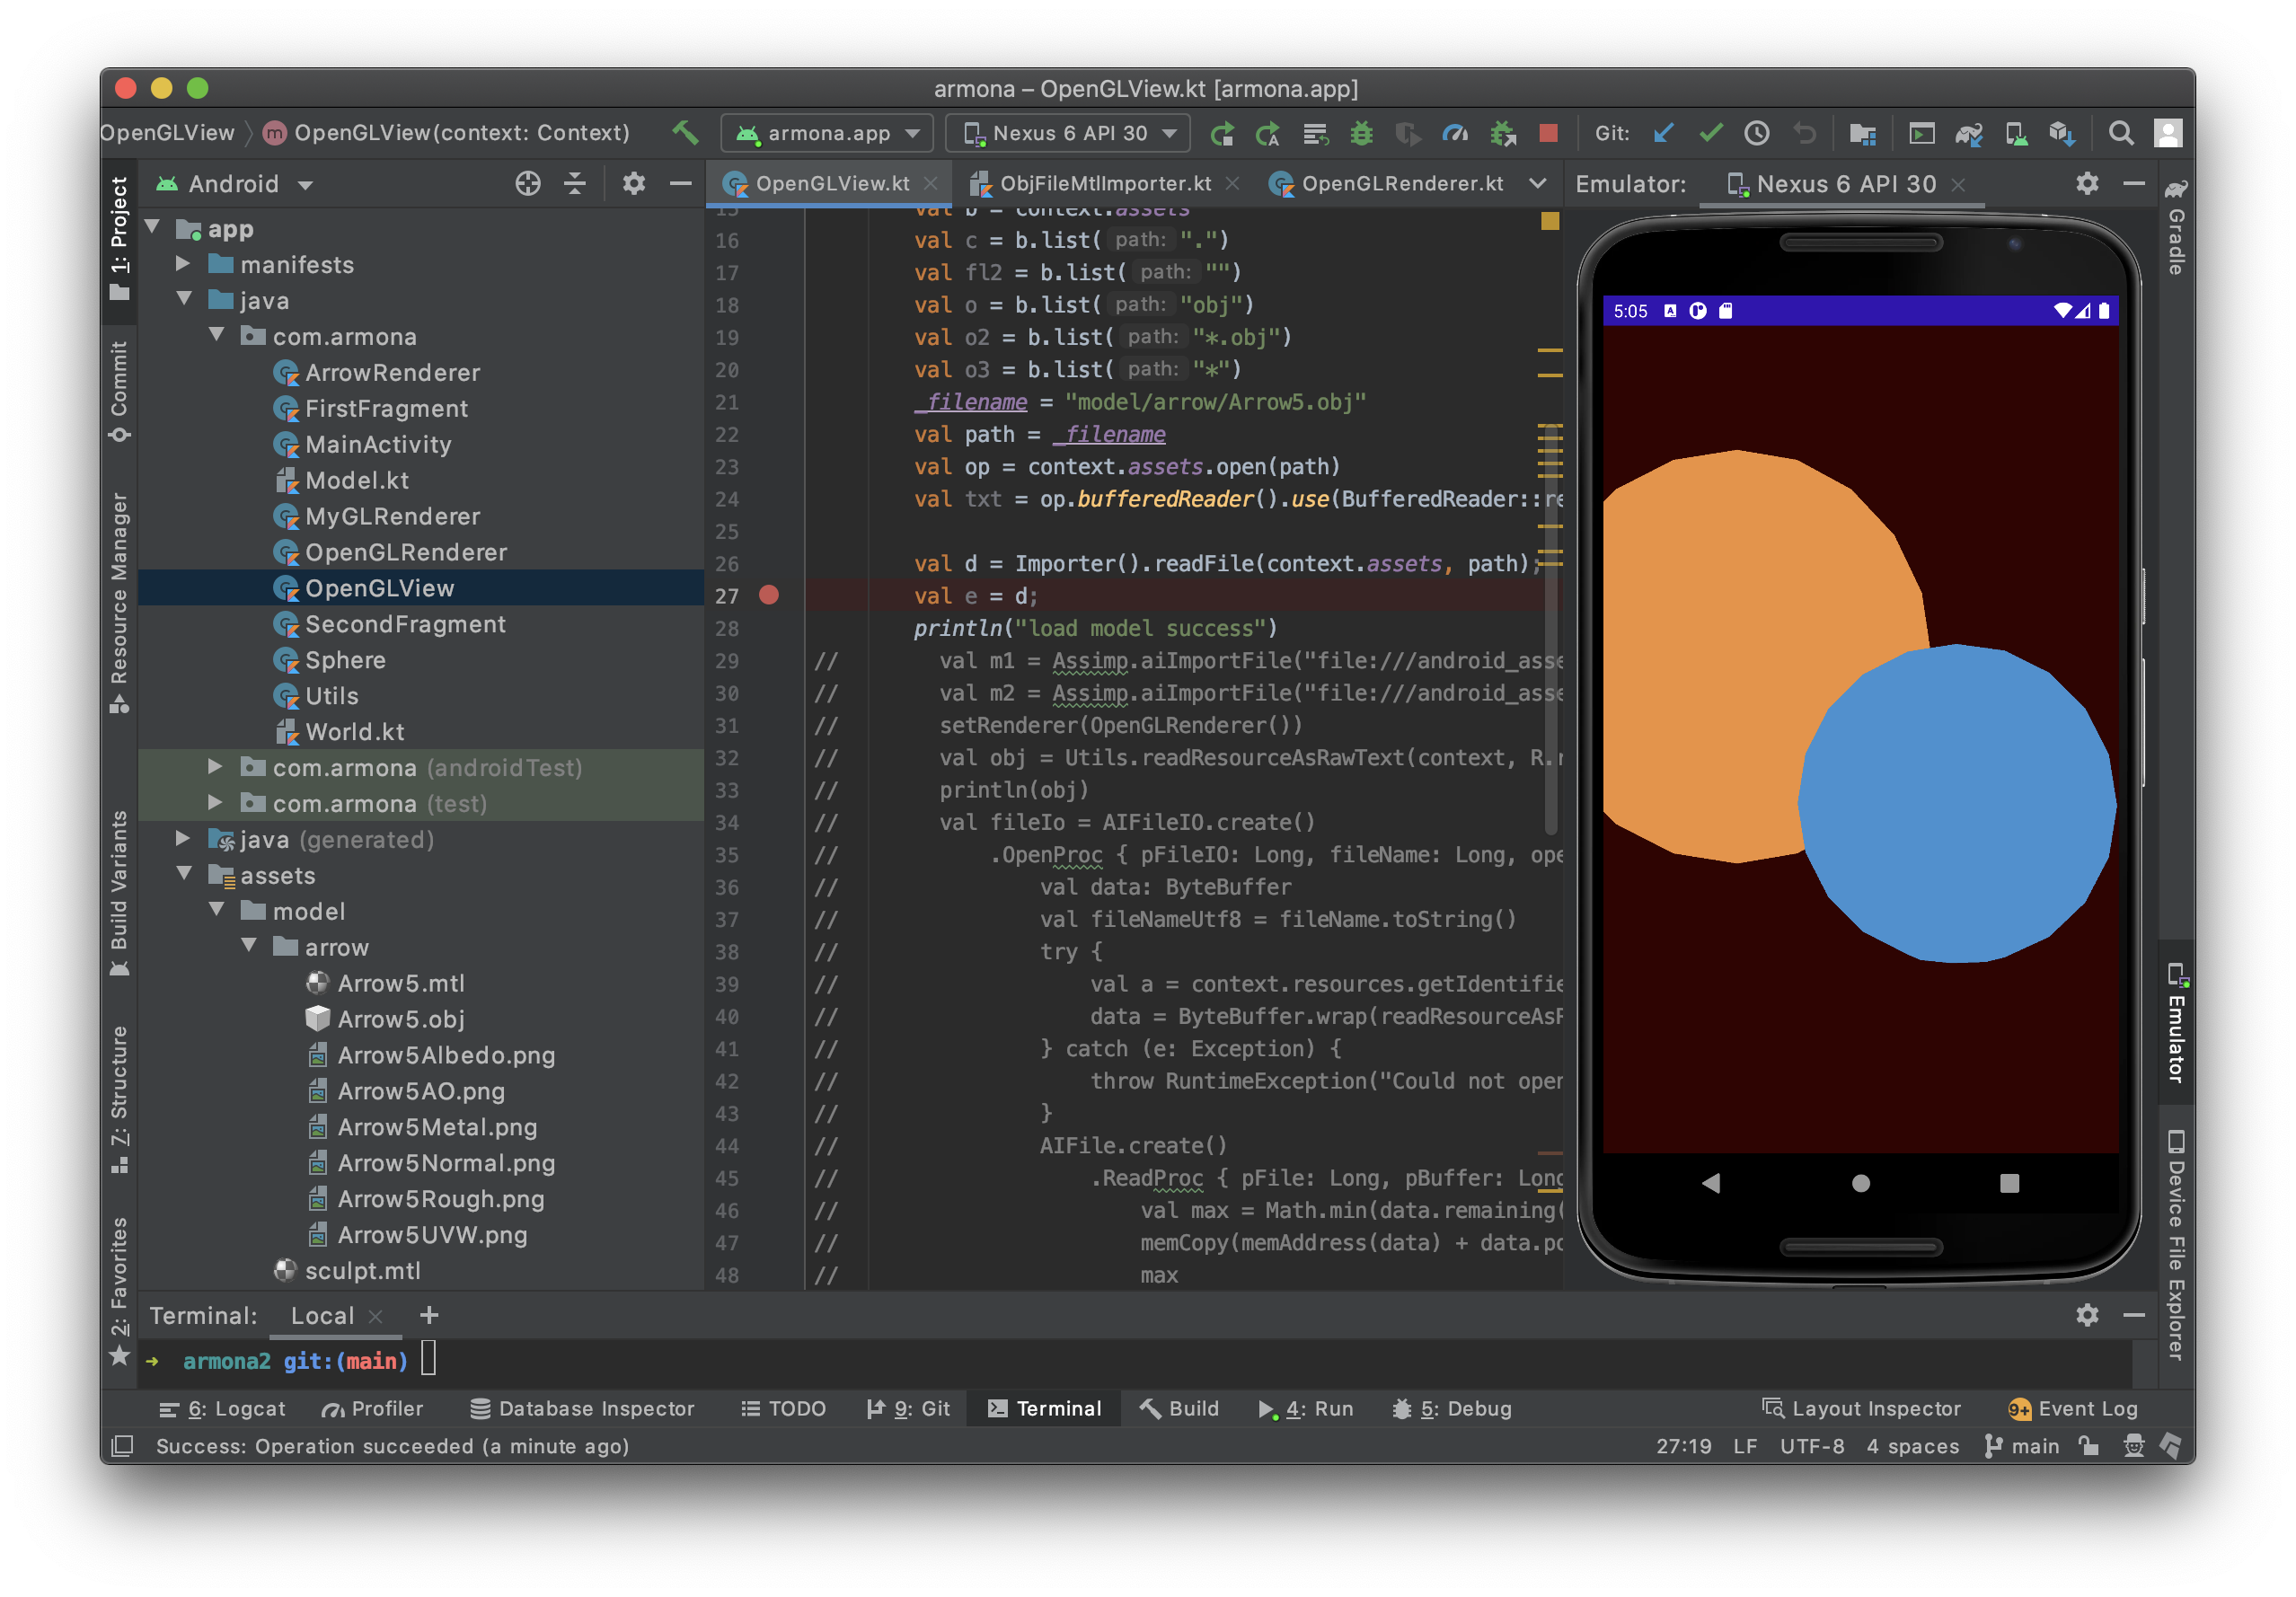 armona – OpenGLView.kt [armona.app]
OpenGLView
m OpenGLView(context: Context)
armona.app
Nexus 6 API 30
Git:
Android
OpenGLView.kt
ObjFileMtlImporter.kt
OpenGLRenderer.kt
Emulator:
Nexus 6 API 30
1: Project
Commit
Resource Manager
Build Variants
7: Structure
2: Favorites
app
manifests
java
com.armona
ArrowRenderer
FirstFragment
MainActivity
Model.kt
MyGLRenderer
OpenGLRenderer
OpenGLView
SecondFragment
Sphere
Utils
World.kt
com.armona (androidTest)
com.armona (test)
java (generated)
assets
model
arrow
Arrow5.mtl
Arrow5.obj
Arrow5Albedo.png
Arrow5AO.png
Arrow5Metal.png
Arrow5Normal.png
Arrow5Rough.png
Arrow5UVW.png
sculpt.mtl
15 val b = context.assets
16 val c = b.list( path: ".")
17 val fl2 = b.list( path: "")
18 val o = b.list( path: "obj")
19 val o2 = b.list( path: "*.obj")
20 val o3 = b.list( path: "*")
21 _filename = "model/arrow/Arrow5.obj"
22 val path = _filename
23 val op = context.assets.open(path)
24 val txt = op.bufferedReader().use(BufferedReader::re
25
26 val d = Importer().readFile(context.assets, path);
27 val e = d;
28 println("load model success")
29 // val m1 = Assimp.aiImportFile("file:///android_asse
30 // val m2 = Assimp.aiImportFile("file:///android_asse
31 // setRenderer(OpenGLRenderer())
32 // val obj = Utils.readResourceAsRawText(context, R.r
33 // println(obj)
34 // val fileIo = AIFileIO.create()
35 // .OpenProc { pFileIO: Long, fileName: Long, ope
36 // val data: ByteBuffer
37 // val fileNameUtf8 = fileName.toString()
38 // try {
39 // val a = context.resources.getIdentifie
40 // data = ByteBuffer.wrap(readResourceAsR
41 // } catch (e: Exception) {
42 // throw RuntimeException("Could not open
43 // }
44 // AIFile.create()
45 // .ReadProc { pFile: Long, pBuffer: Long
46 // val max = Math.min(data.remaining(
47 // memCopy(memAddress(data) + data.po
48 // max
5:05
Gradle
Emulator
Device File Explorer
Terminal: Local +
→ armona2 git:(main)
6: Logcat
Profiler
Database Inspector
TODO
9: Git
Terminal
Build
4: Run
5: Debug
Layout Inspector
9+ Event Log
Success: Operation succeeded (a minute ago)
27:19 LF UTF-8 4 spaces main